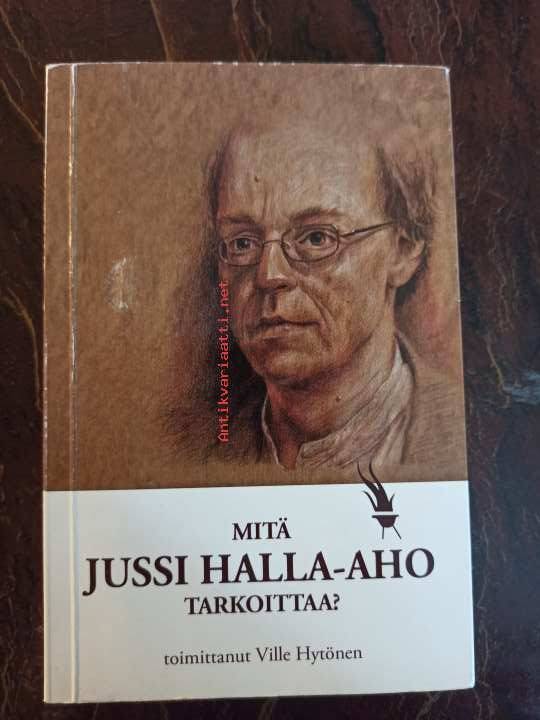 Antikvariaatti.net
MITÄ
JUSSI HALLA-AHO
TARKOITTAA?
toimittanut Ville Hytönen